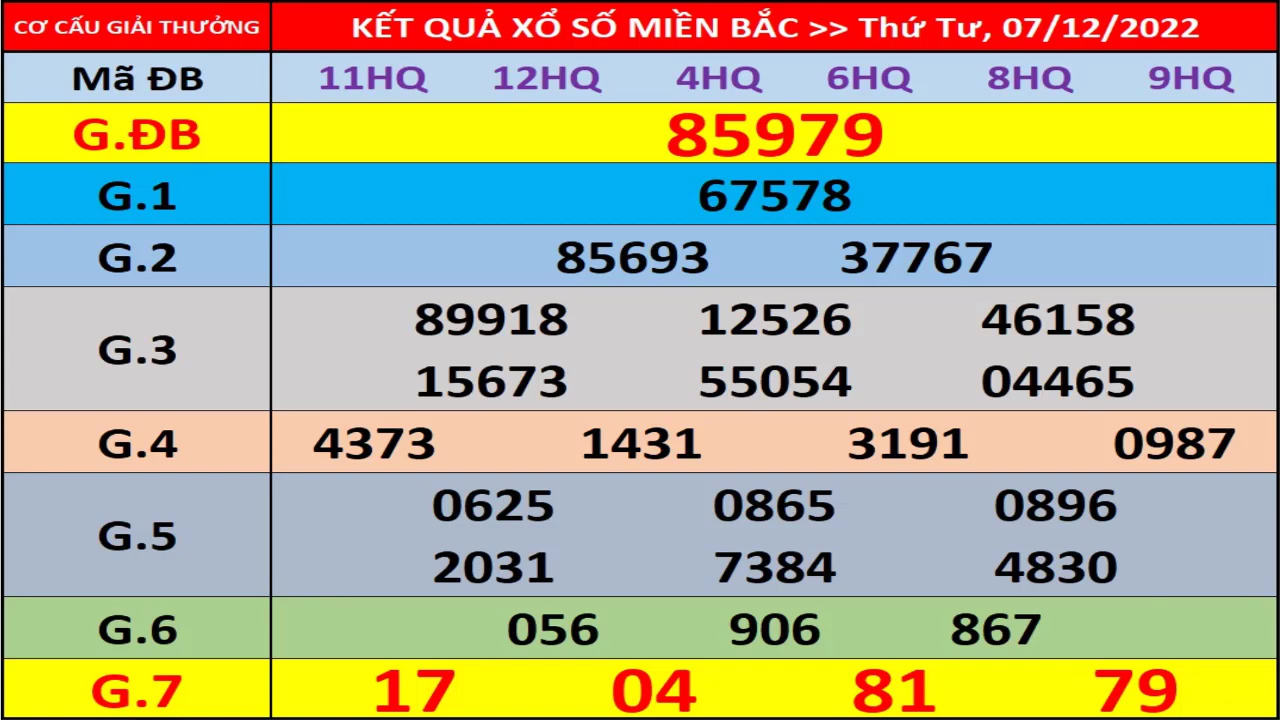 CƠ CẤU GIẢI THƯỞNG KẾT QUẢ XỔ SỐ MIỀN BẮC >> Thứ Tư, 07/12/2022
Mã ĐB 11HQ 12HQ 4HQ 6HQ 8HQ 9HQ
G.ĐB 85979
G.1 67578
G.2 85693 37767
G.3 89918 12526 46158
15673 55054 04465
G.4 4373 1431 3191 0987
G.5 0625 0865 0896
2031 7384 4830
G.6 056 906 867
G.7 17 04 81 79